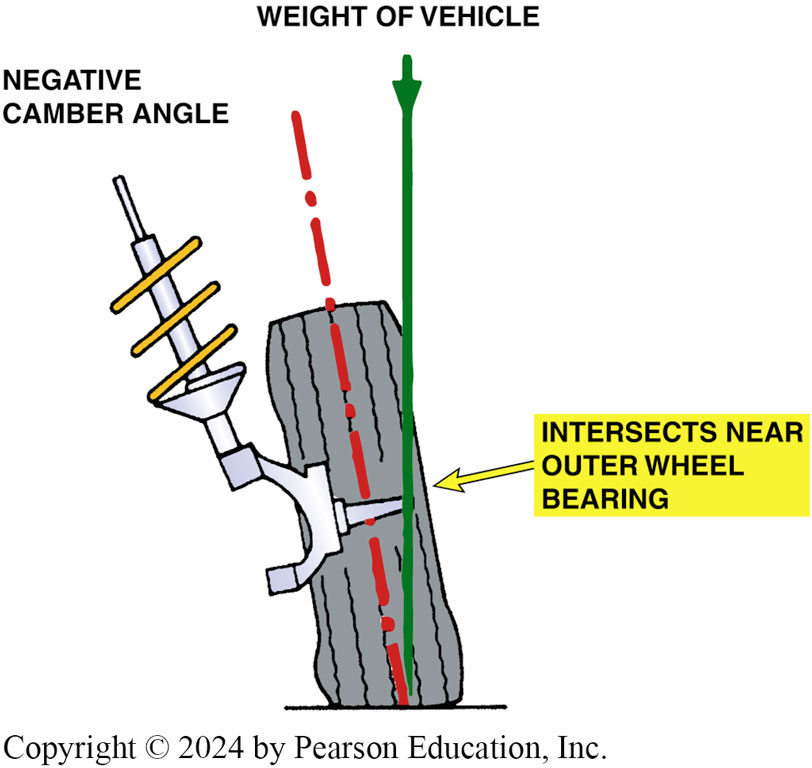 WEIGHT OF VEHICLE
NEGATIVE
CAMBER ANGLE
INTERSECTS NEAR
OUTER WHEEL
BEARING
Copyright © 2024 by Pearson Education, Inc.